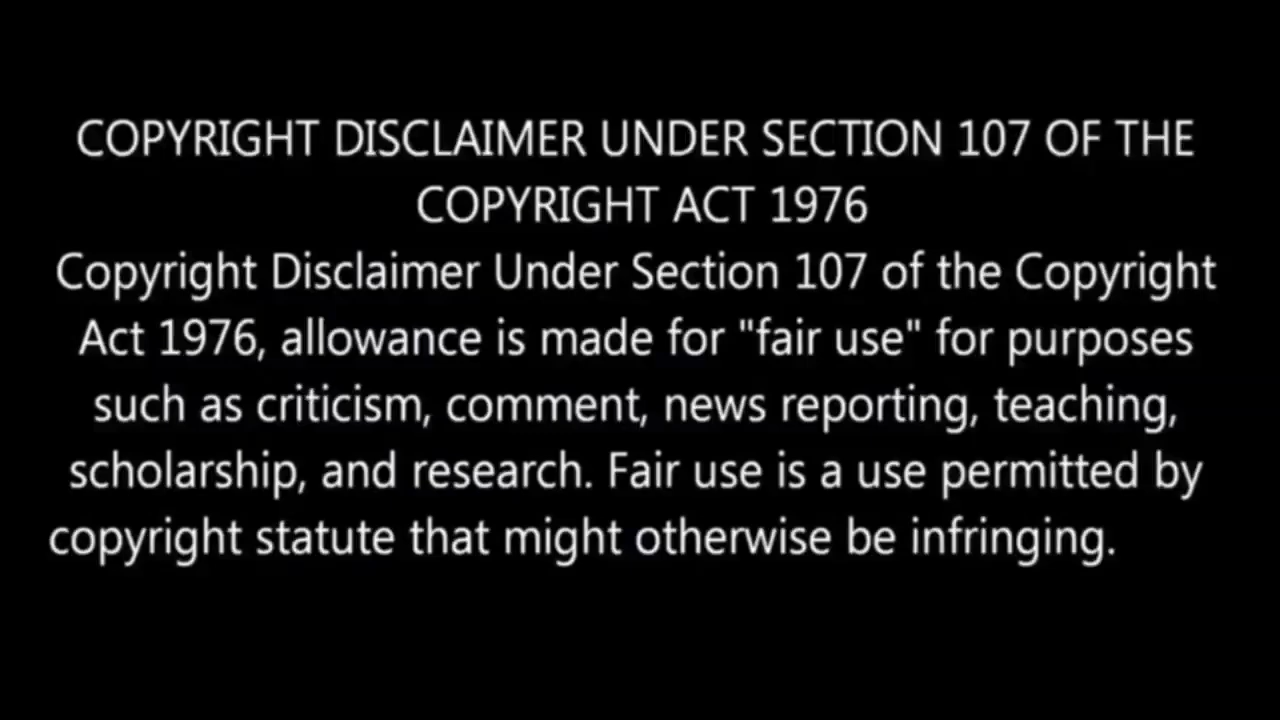 COPYRIGHT DISCLAIMER UNDER SECTION 107 OF THE
COPYRIGHT ACT 1976
Copyright Disclaimer Under Section 107 of the Copyright
Act 1976, allowance is made for "fair use" for purposes
such as criticism, comment, news reporting, teaching,
scholarship, and research. Fair use is a use permitted by
copyright statute that might otherwise be infringing.